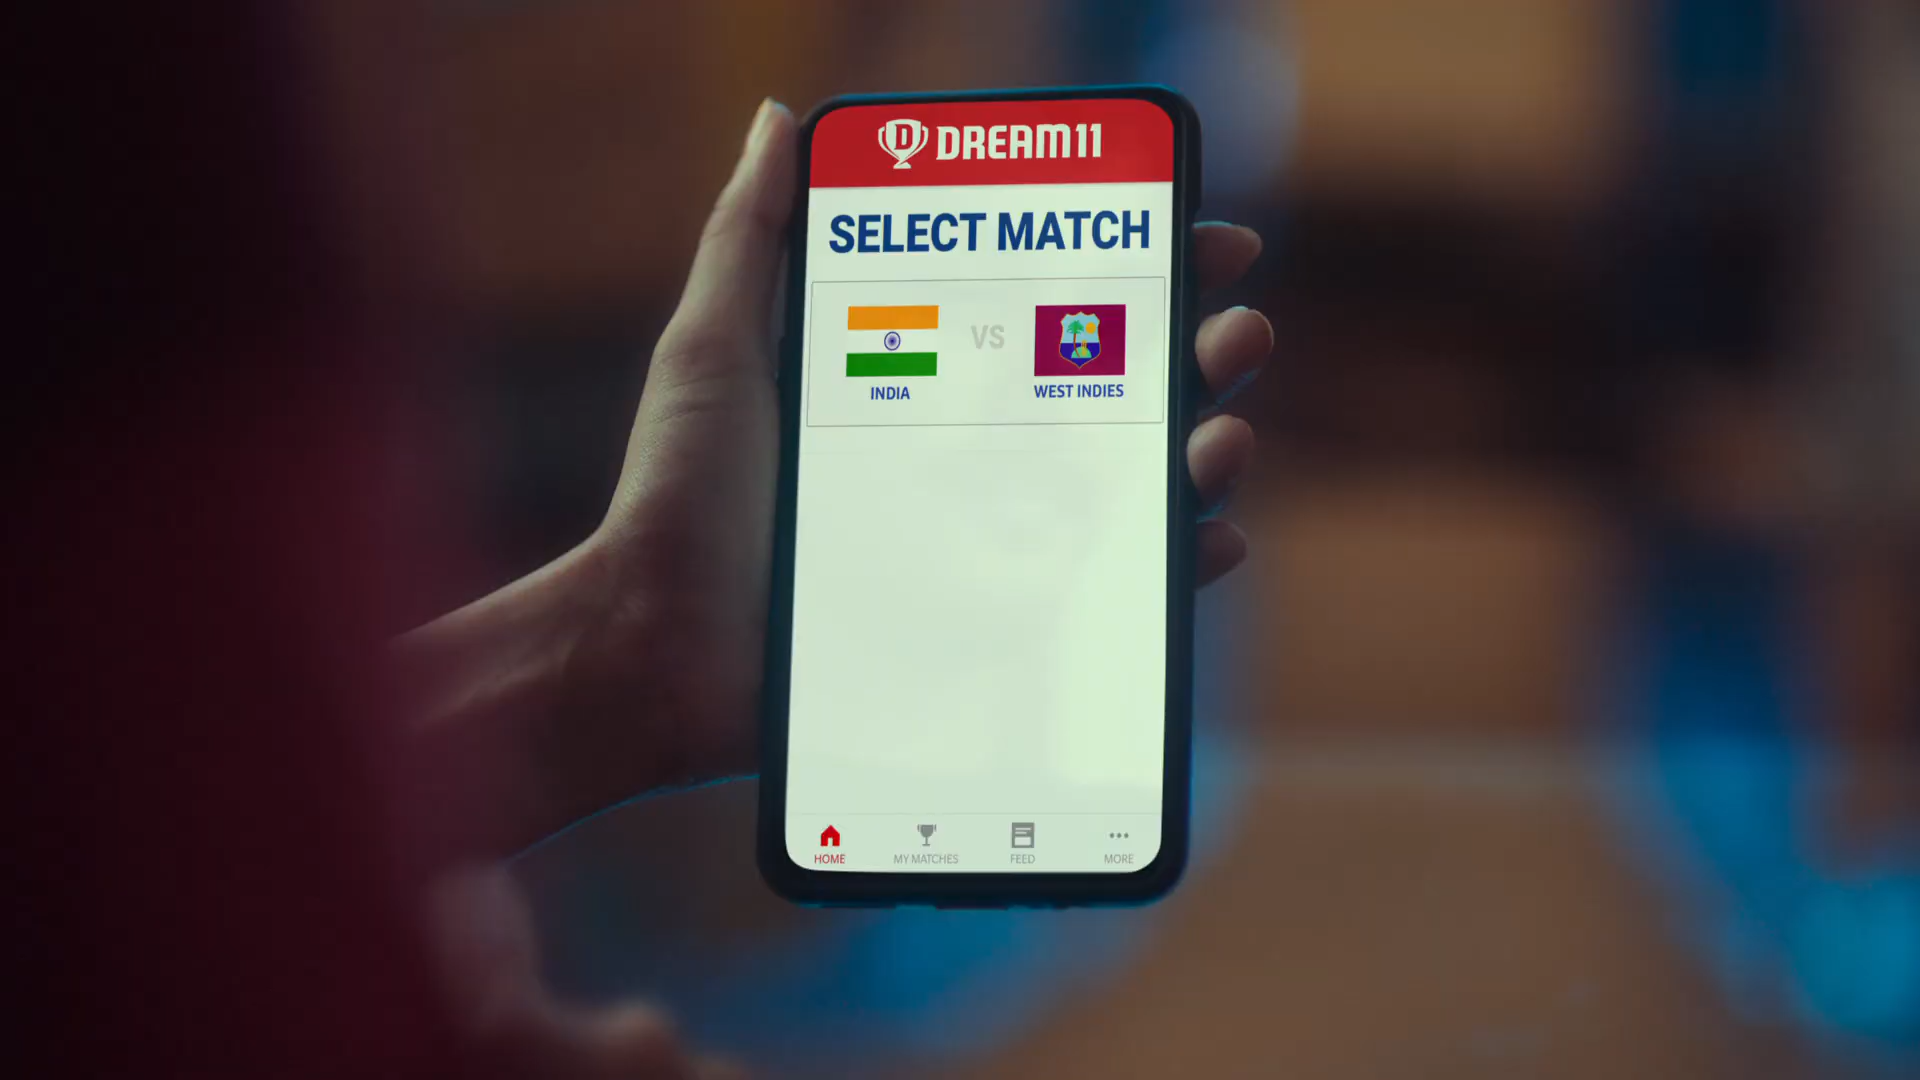 D DREAM11
SELECT MATCH
VS
INDIA
WEST INDIES
HOME
MY MATCHES
FEED
MORE